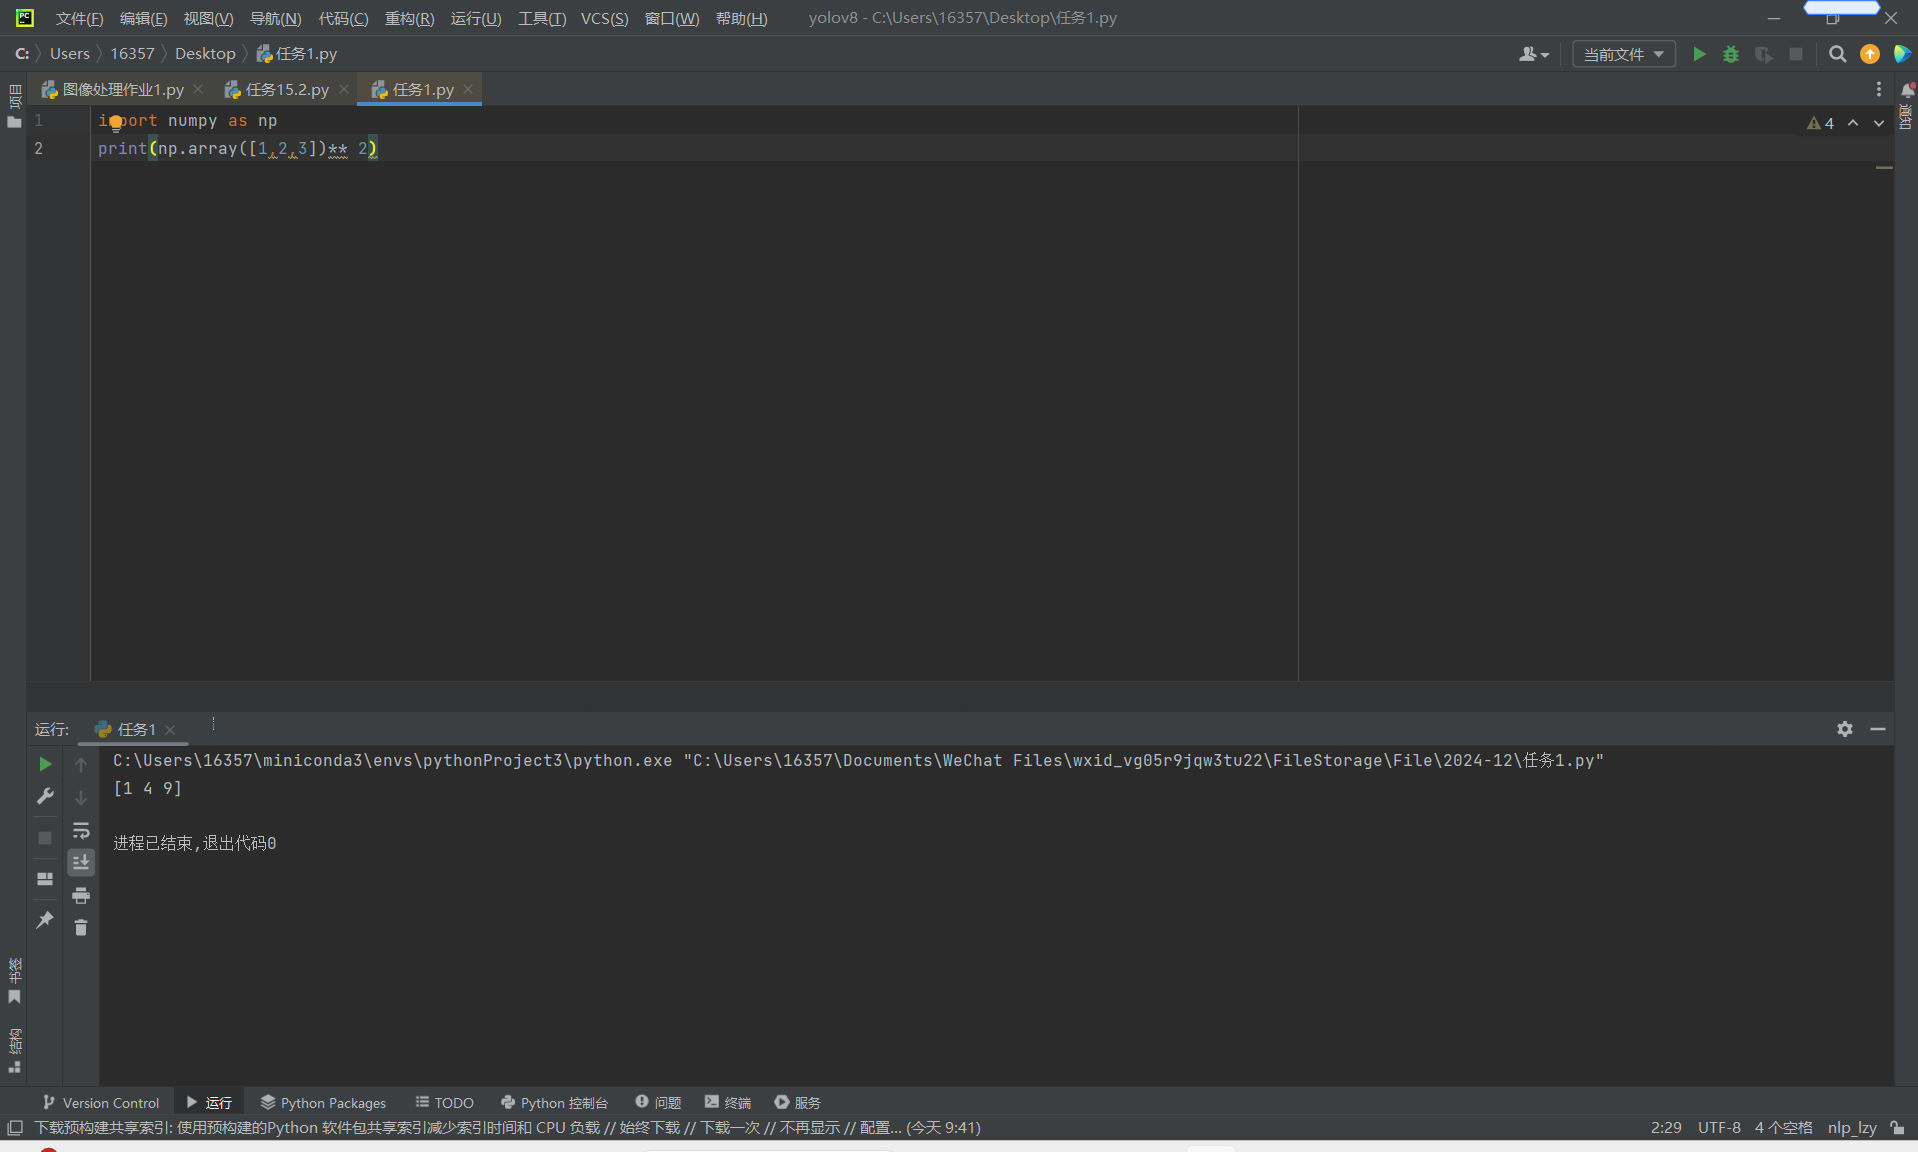 PC 文件(F) 编辑(E) 视图(V) 导航(N) 代码(C) 重构(R) 运行(U) 工具(T) VCS(S) 窗口(W) 帮助(H) yolov8 - C:\Users\16357\Desktop\任务1.py
C: Users 16357 Desktop 任务1.py 当前文件
项目 图像处理作业1.py 任务15.2.py 任务1.py 通知
1 import numpy as np 4
2 print(np.array([1,2,3])** 2)
运行: 任务1
C:\Users\16357\miniconda3\envs\pythonProject3\python.exe "C:\Users\16357\Documents\WeChat Files\wxid_vg05r9jqw3tu22\FileStorage\File\2024-12\任务1.py"
[1 4 9]
进程已结束,退出代码0
书签
结构
Version Control 运行 Python Packages TODO Python 控制台 问题 终端 服务
下载预构建共享索引: 使用预构建的Python 软件包共享索引减少索引时间和 CPU 负载 // 始终下载 // 下载一次 // 不再显示 // 配置... (今天 9:41) 2:29 UTF-8 4 个空格 nlp_lzy